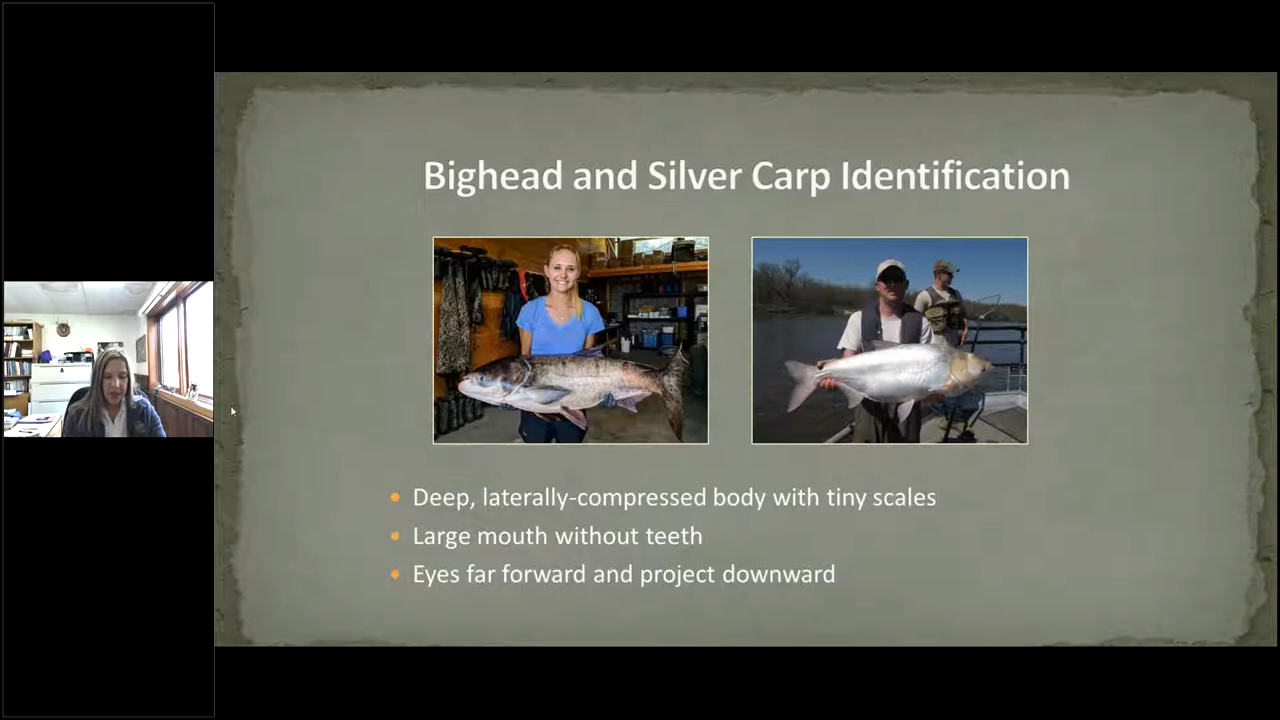 Bighead and Silver Carp Identification
Deep, laterally-compressed body with tiny scales
Large mouth without teeth
Eyes far forward and project downward